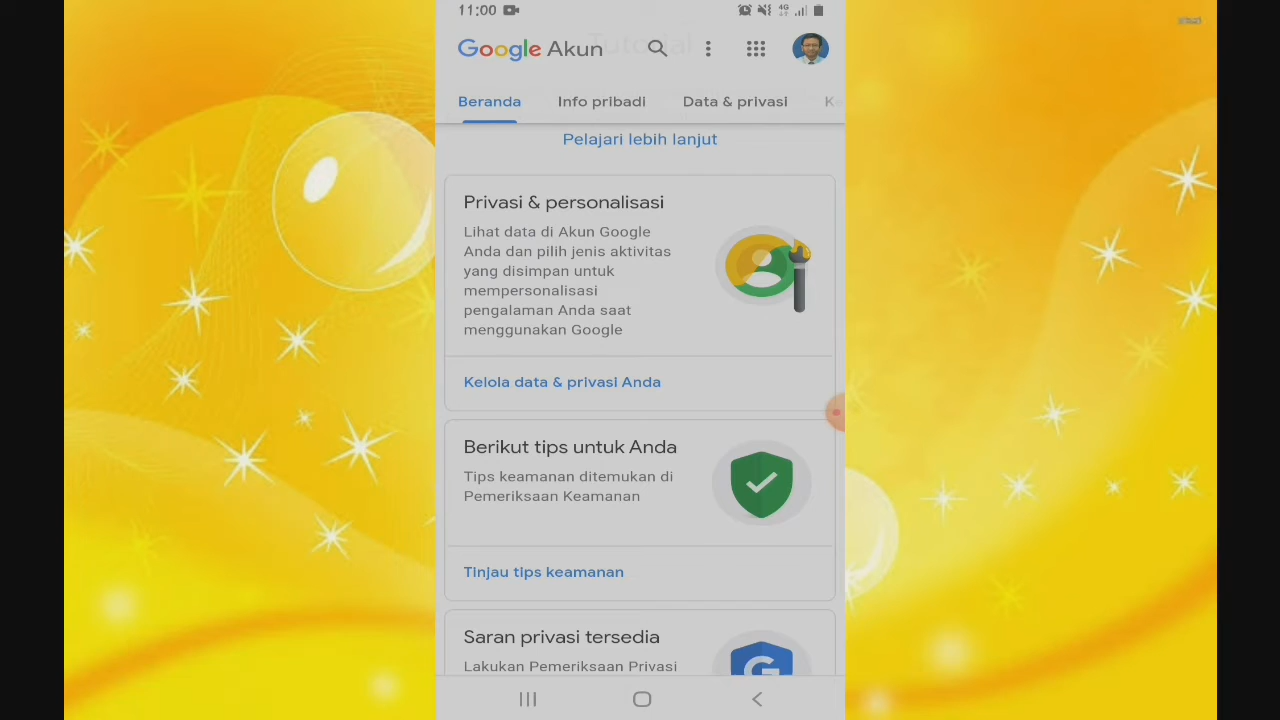 11:00
4G
Google Akun
Tutorial
Beranda Info pribadi Data & privasi
Pelajari lebih lanjut
Privasi & personalisasi
Lihat data di Akun Google
Anda dan pilih jenis aktivitas
yang disimpan untuk
mempersonalisasi
pengalaman Anda saat
menggunakan Google
Kelola data & privasi Anda
Berikut tips untuk Anda
Tips keamanan ditemukan di
Pemeriksaan Keamanan
Tinjau tips keamanan
Saran privasi tersedia
Lakukan Pemeriksaan Privasi
G